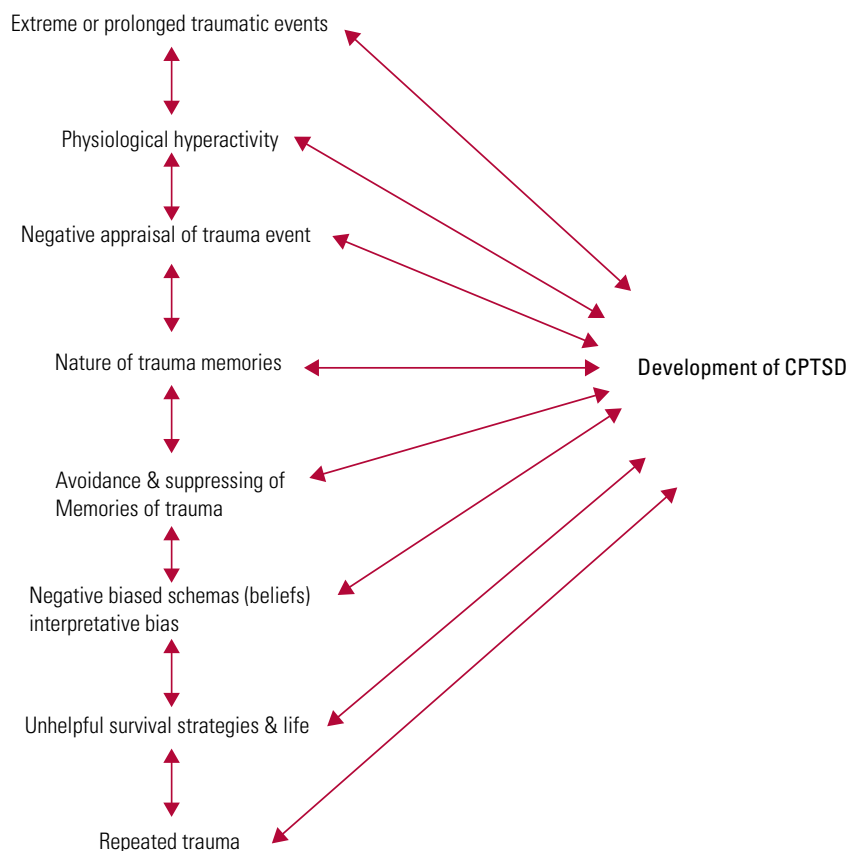 Extreme or prolonged traumatic events
Physiological hyperactivity
Negative appraisal of trauma event
Nature of trauma memories
Development of CPTSD
Avoidance & suppressing of
Memories of trauma
Negative biased schemas (beliefs)
interpretative bias
Unhelpful survival strategies & life
Repeated trauma